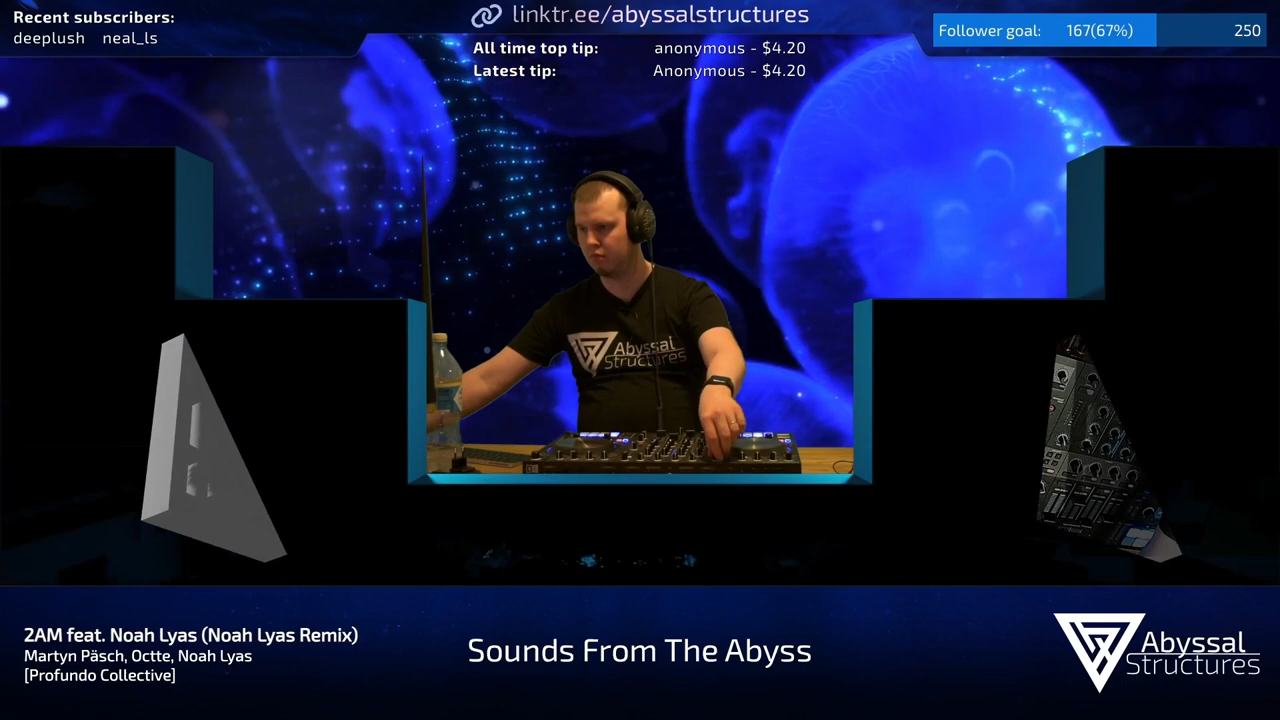 Recent subscribers:
deeplush neal_ls
linktr.ee/abyssalstructures
All time top tip: anonymous - $4.20
Latest tip: Anonymous - $4.20
Follower goal: 167(67%) 250
Abyssal
Structures
2AM feat. Noah Lyas (Noah Lyas Remix)
Martyn Päsch, Octte, Noah Lyas
[Profundo Collective]
Sounds From The Abyss
Abyssal
Structures